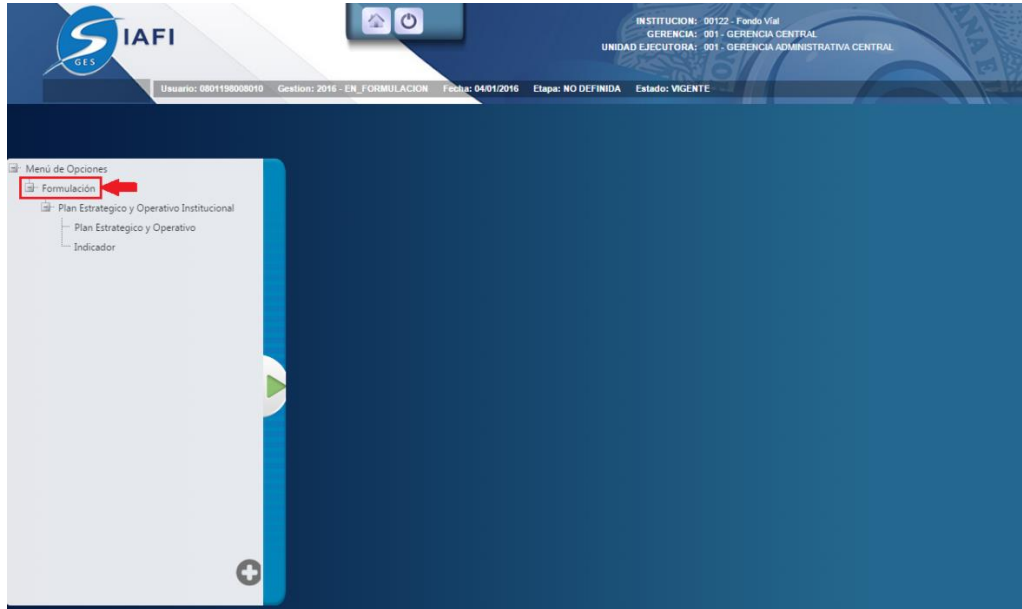 SIAFI
GES
INSTITUCION: 00122 - Fondo Vial
GERENCIA: 001 - GERENCIA CENTRAL
UNIDAD EJECUTORA: 001 - GERENCIA ADMINISTRATIVA CENTRAL
Usuario: 0801198008010 Gestion: 2016 - EN_FORMULACION Fecha: 04/01/2016 Etapa: NO DEFINIDA Estado: VIGENTE
Menú de Opciones
Formulación
Plan Estrategico y Operativo Institucional
Plan Estrategico y Operativo
Indicador